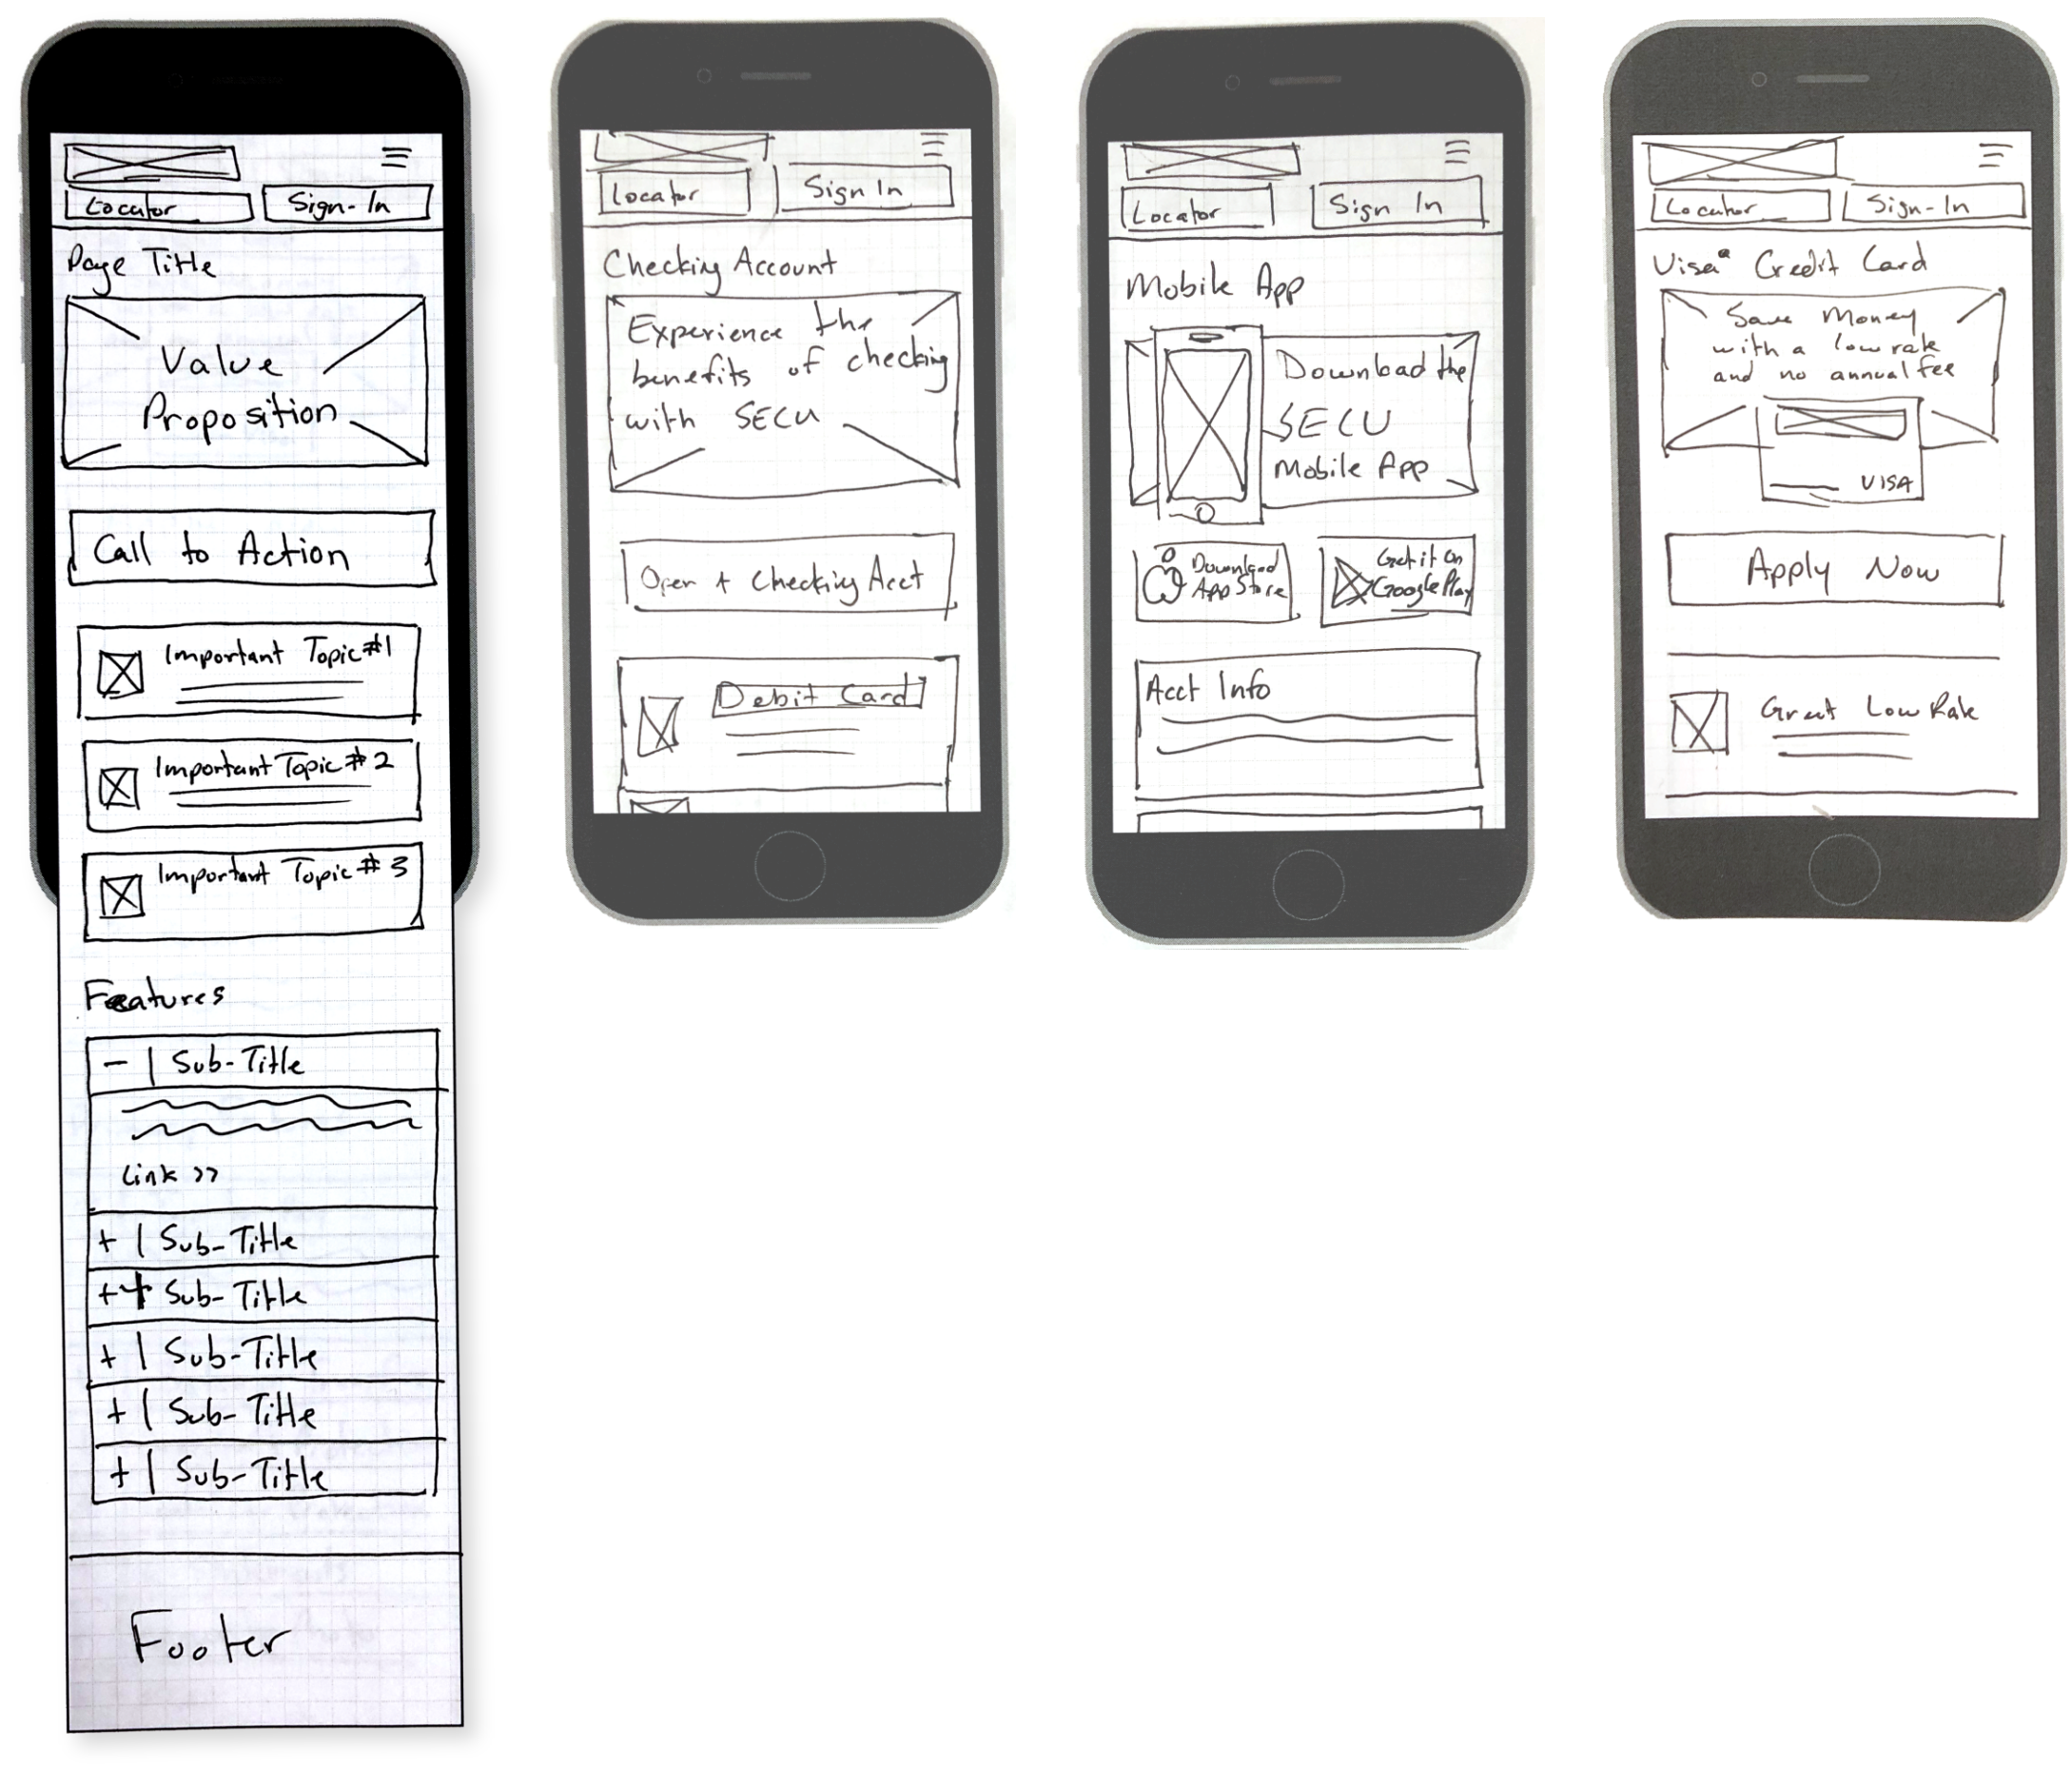 Locator
Sign-In
Page Title
Value
Proposition
Call to Action
Important Topic #1
Important Topic # 2
Important Topic # 3
Features
- | Sub-Title
Link >>
+ | Sub-Title
+ + Sub-Title
+ | Sub-Title
+ | Sub-Title
+ | Sub-Title
Footer
Locator
Sign In
Checking Account
Experience the
benefits of checking
with SECU
Open + Checking Acct
Debit Card
Locator
Sign In
Mobile App
Download the
SECU
Mobile App
Download
App Store
Get it on
Google Play
Acct Info
Locator
Sign-In
Visa® Credit Card
Save Money
with a low rate
and no annual fee
VISA
Apply Now
Great Low Rate